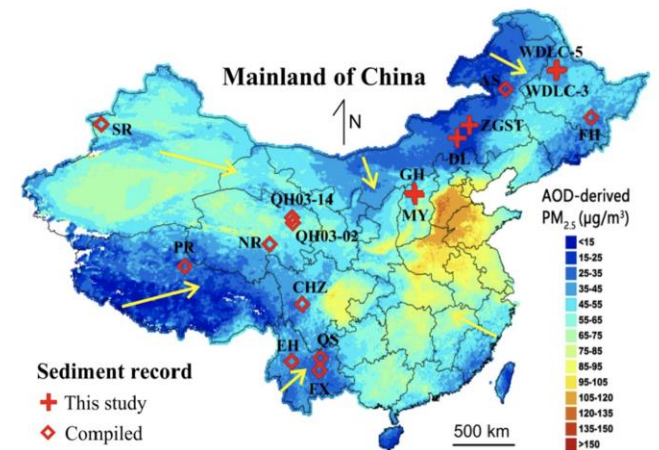 Mainland of China
N
WDLC-5
WDLC-3
AS
ZGST
DL
FH
SR
GH
MY
QH03-14
QH03-02
NR
PR
CHZ
EH
QS
FX
AOD-derived
PM2.5 (μg/m³)
<15
15-25
25-35
35-45
45-55
55-65
65-75
75-85
85-95
95-105
105-120
120-135
135-150
>150
Sediment record
This study
Compiled
500 km